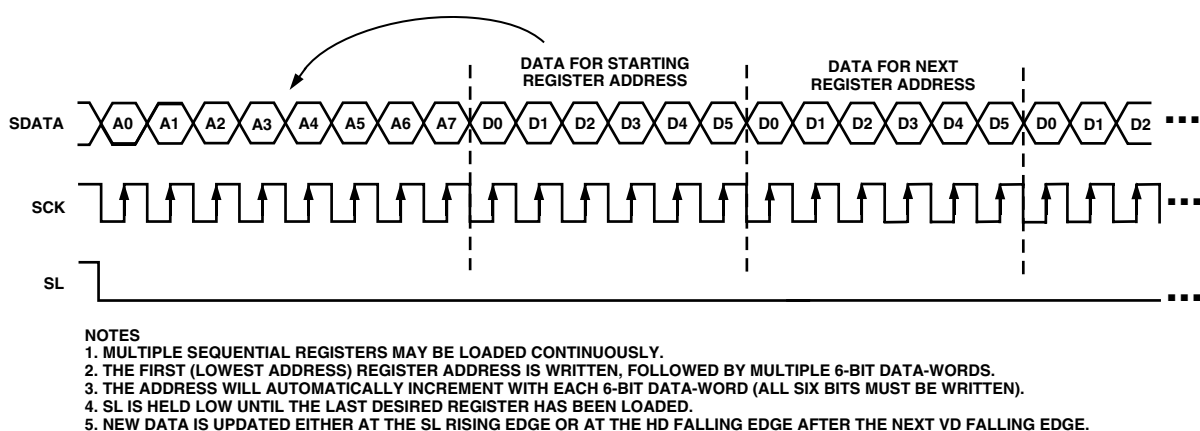 DATA FOR STARTING
REGISTER ADDRESS
DATA FOR NEXT
REGISTER ADDRESS
SDATA A0 A1 A2 A3 A4 A5 A6 A7 D0 D1 D2 D3 D4 D5 D0 D1 D2 D3 D4 D5 D0 D1 D2
SCK
SL
NOTES
1. MULTIPLE SEQUENTIAL REGISTERS MAY BE LOADED CONTINUOUSLY.
2. THE FIRST (LOWEST ADDRESS) REGISTER ADDRESS IS WRITTEN, FOLLOWED BY MULTIPLE 6-BIT DATA-WORDS.
3. THE ADDRESS WILL AUTOMATICALLY INCREMENT WITH EACH 6-BIT DATA-WORD (ALL SIX BITS MUST BE WRITTEN).
4. SL IS HELD LOW UNTIL THE LAST DESIRED REGISTER HAS BEEN LOADED.
5. NEW DATA IS UPDATED EITHER AT THE SL RISING EDGE OR AT THE HD FALLING EDGE AFTER THE NEXT VD FALLING EDGE.